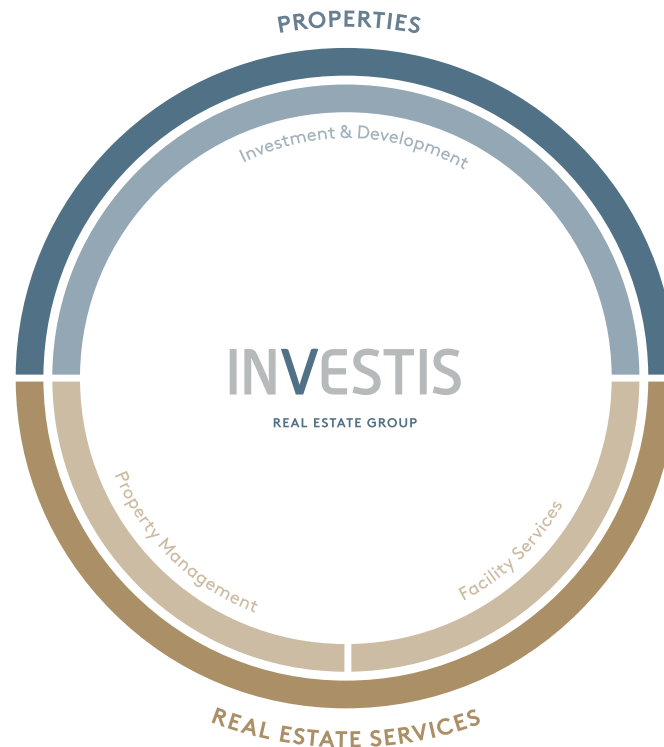 PROPERTIES
Investment & Development
INVESTIS
REAL ESTATE GROUP
Property Management
Facility Services
REAL ESTATE SERVICES